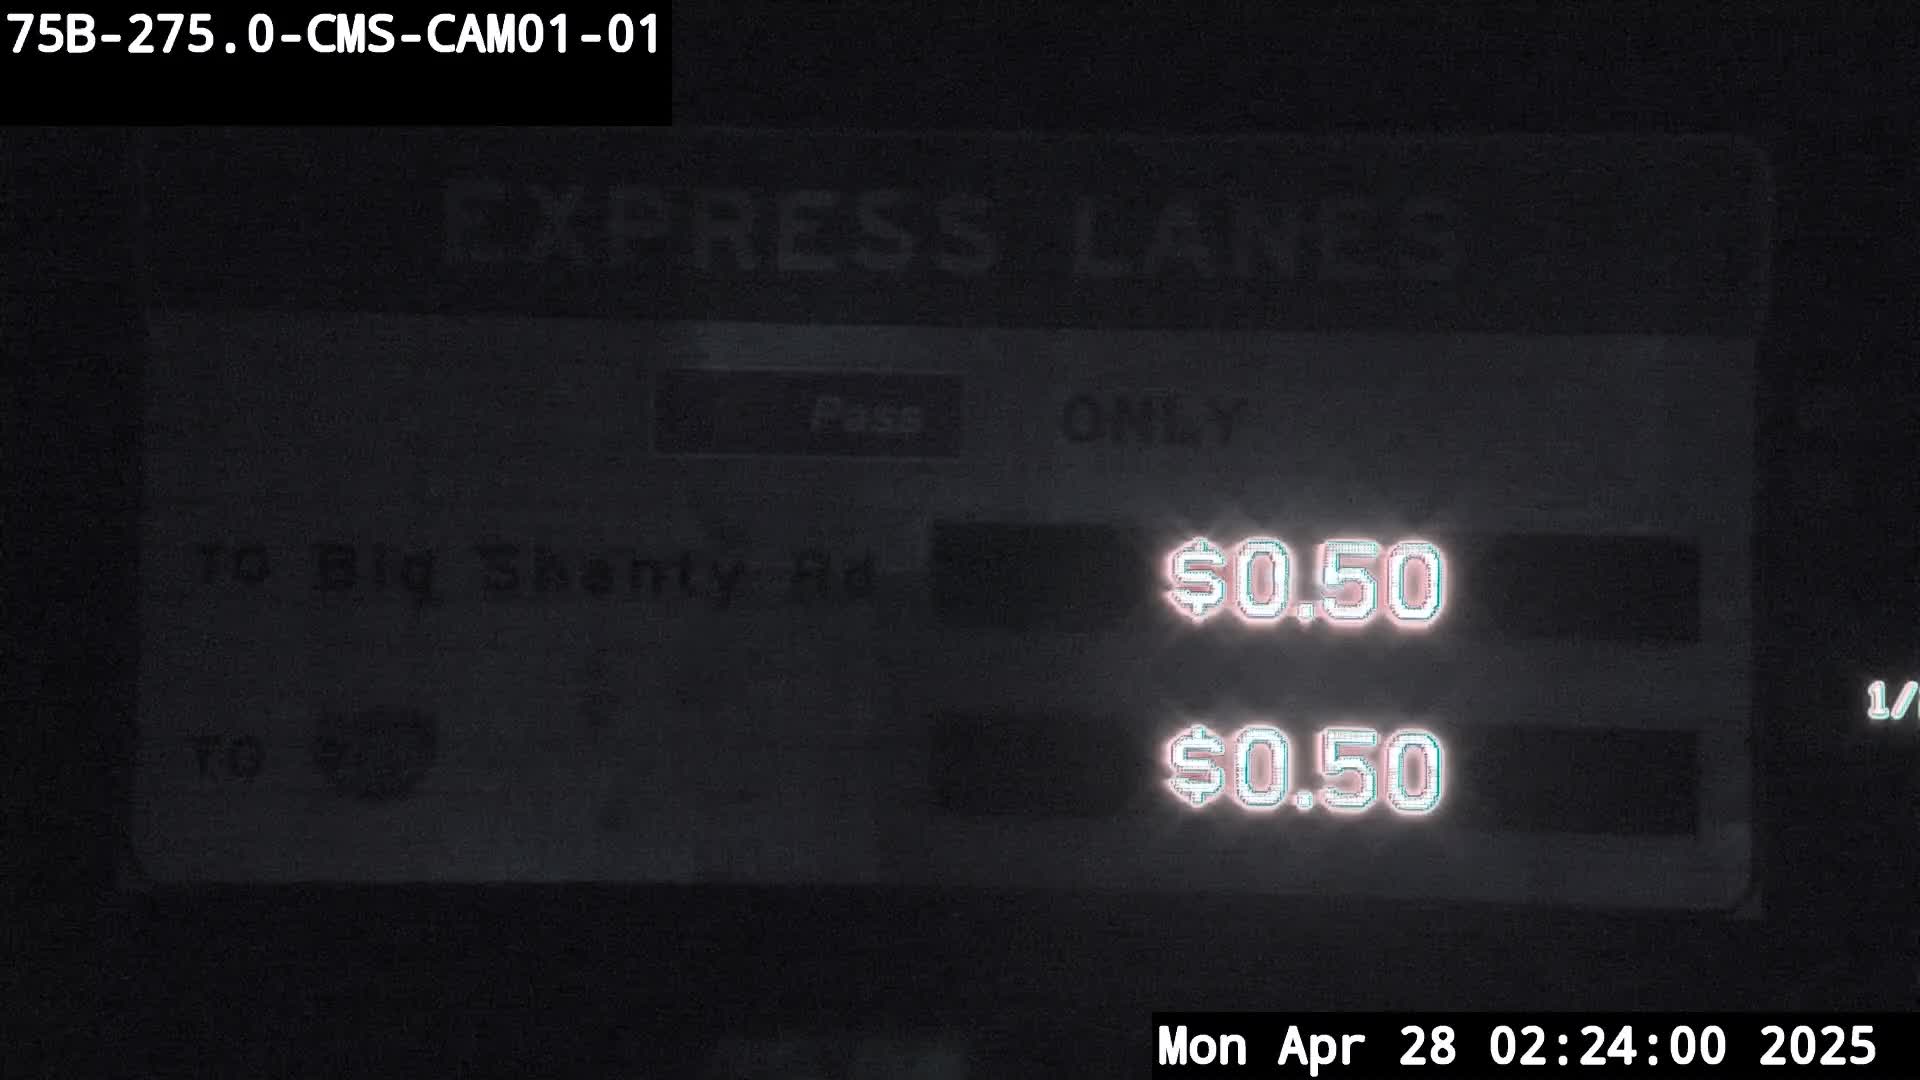 75B-275.0-CMS-CAM01-01
EXPRESS LANES
Pass ONLY
TO Big Shanty Rd $0.50
TO $0.50
1/
Mon Apr 28 02:24:00 2025